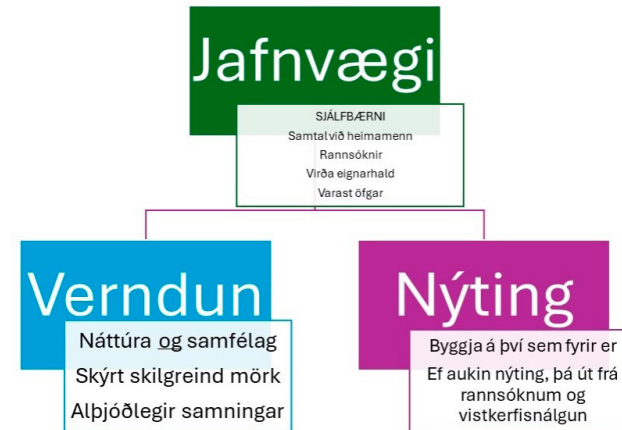 Jafnvægi
SJÁLFBÆRNI
Samtal við heimamenn
Rannsóknir
Virða eignarhald
Varast öfgar
Verndun
Náttúra og samfélag
Skýrt skilgreind mörk
Alþjóðlegir samningar
Nýting
Byggja á því sem fyrir er
Ef aukin nýting, þá út frá
rannsóknum og
vistkerfisnálgun